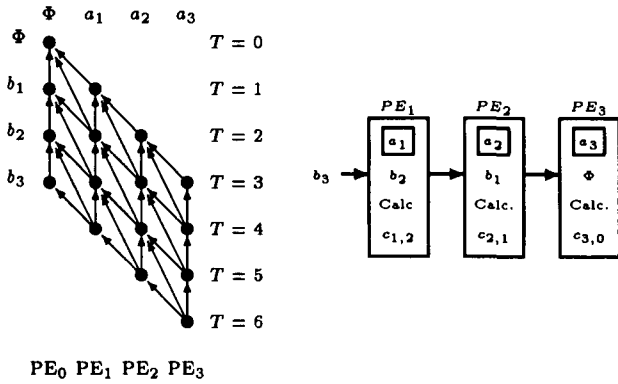 Φ a₁ a₂ a₃
Φ T = 0
b₁ T = 1
b₂ T = 2
b₃ T = 3
T = 4
T = 5
T = 6
PE₀ PE₁ PE₂ PE₃
PE₁ PE₂ PE₃
a₁ a₂ a₃
b₃ b₂ b₁ Φ
Calc Calc. Calc.
c₁,₂ c₂,₁ c₃,₀